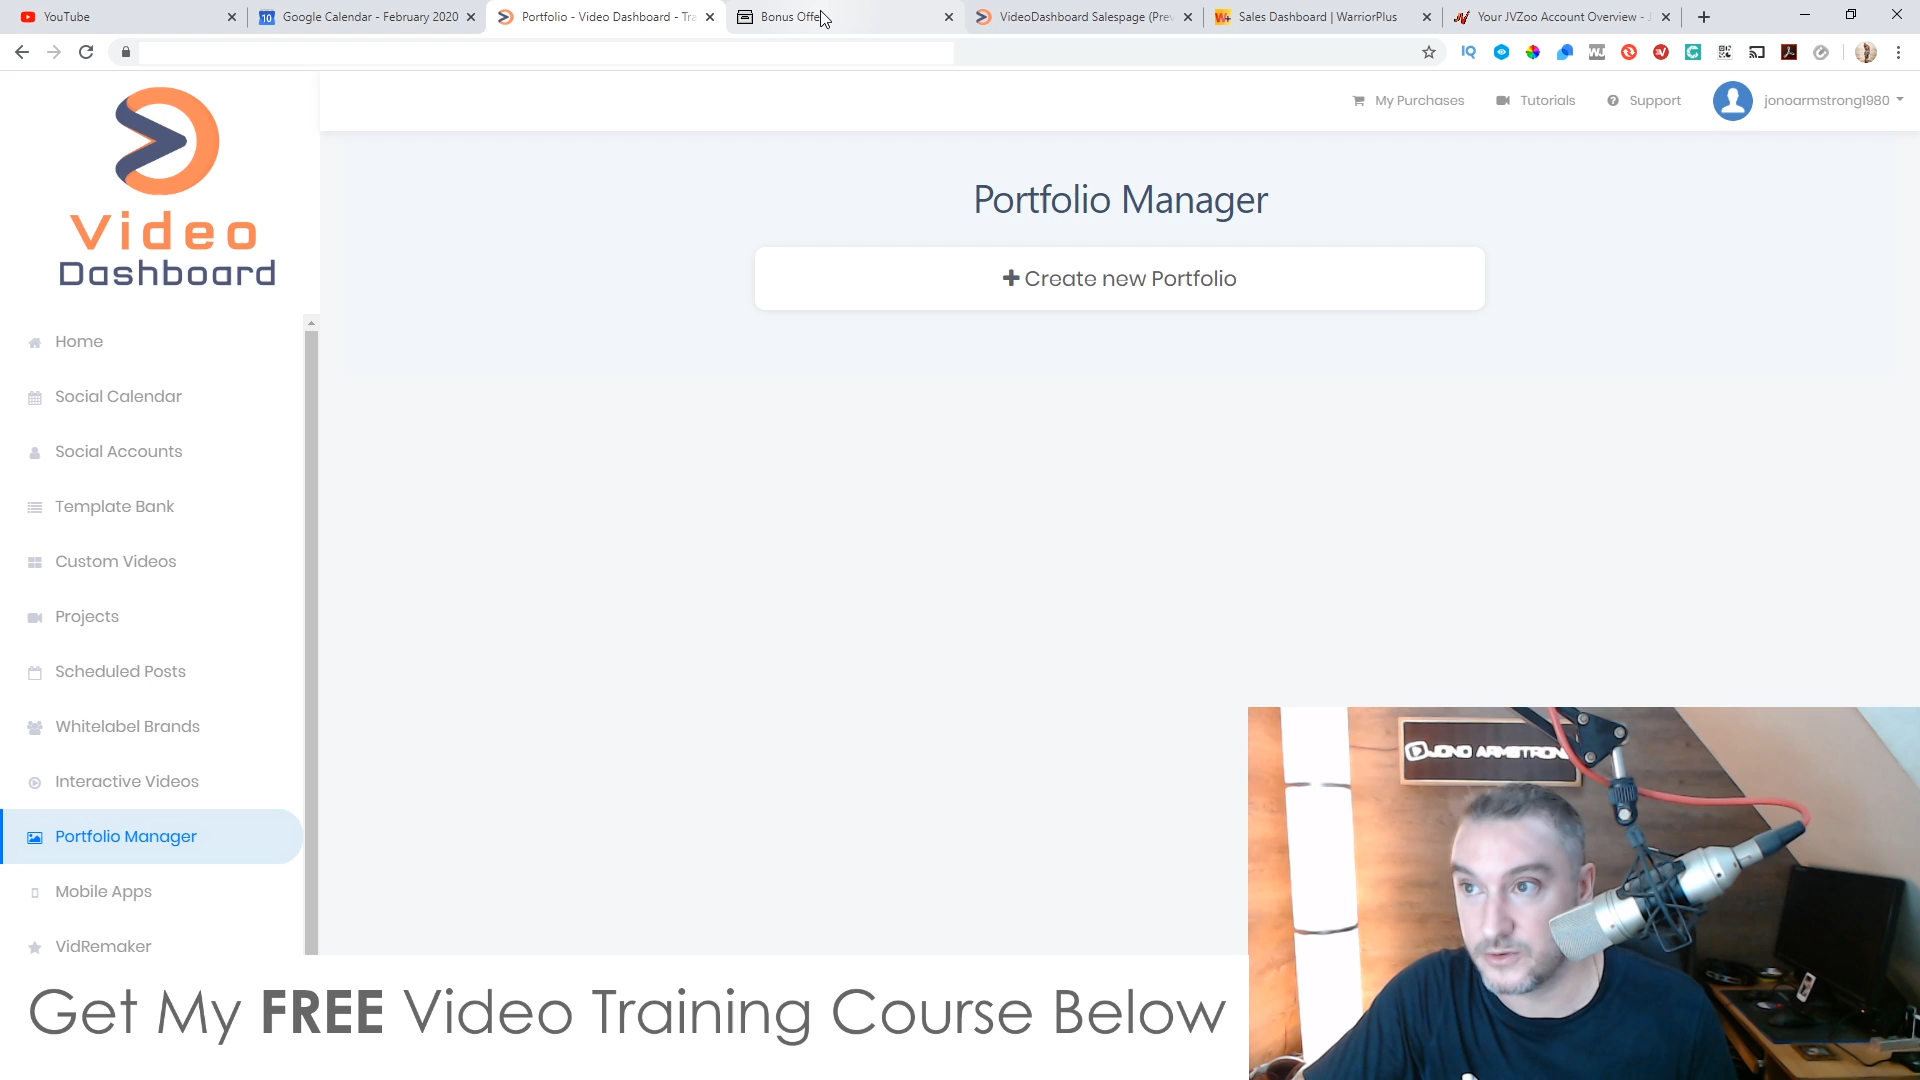 YouTube
Google Calendar - February 2020
Portfolio - Video Dashboard - Tra
Bonus Offe
VideoDashboard Salespage (Prev
Sales Dashboard | WarriorPlus
Your JVZoo Account Overview - J
My Purchases
Tutorials
Support
jonoarmstrong1980
Video
Dashboard
Portfolio Manager
Create new Portfolio
Home
Social Calendar
Social Accounts
Template Bank
Custom Videos
Projects
Scheduled Posts
Whitelabel Brands
Interactive Videos
Portfolio Manager
Mobile Apps
VidRemaker
JONO ARMSTRON
Get My FREE Video Training Course Below